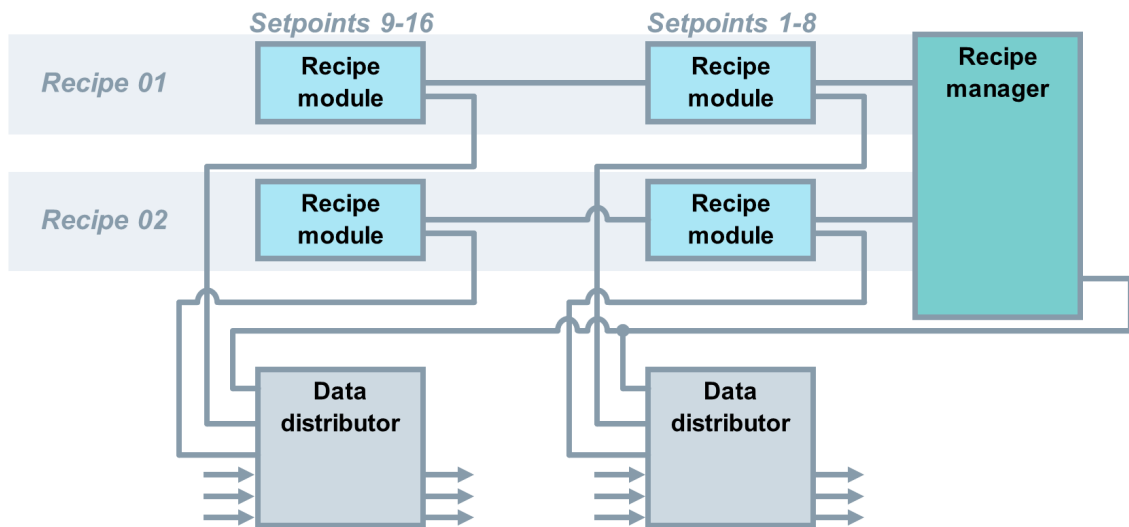 Setpoints 9-16
Setpoints 1-8
Recipe 01
Recipe
module
Recipe
module
Recipe
manager
Recipe 02
Recipe
module
Recipe
module
Data
distributor
Data
distributor